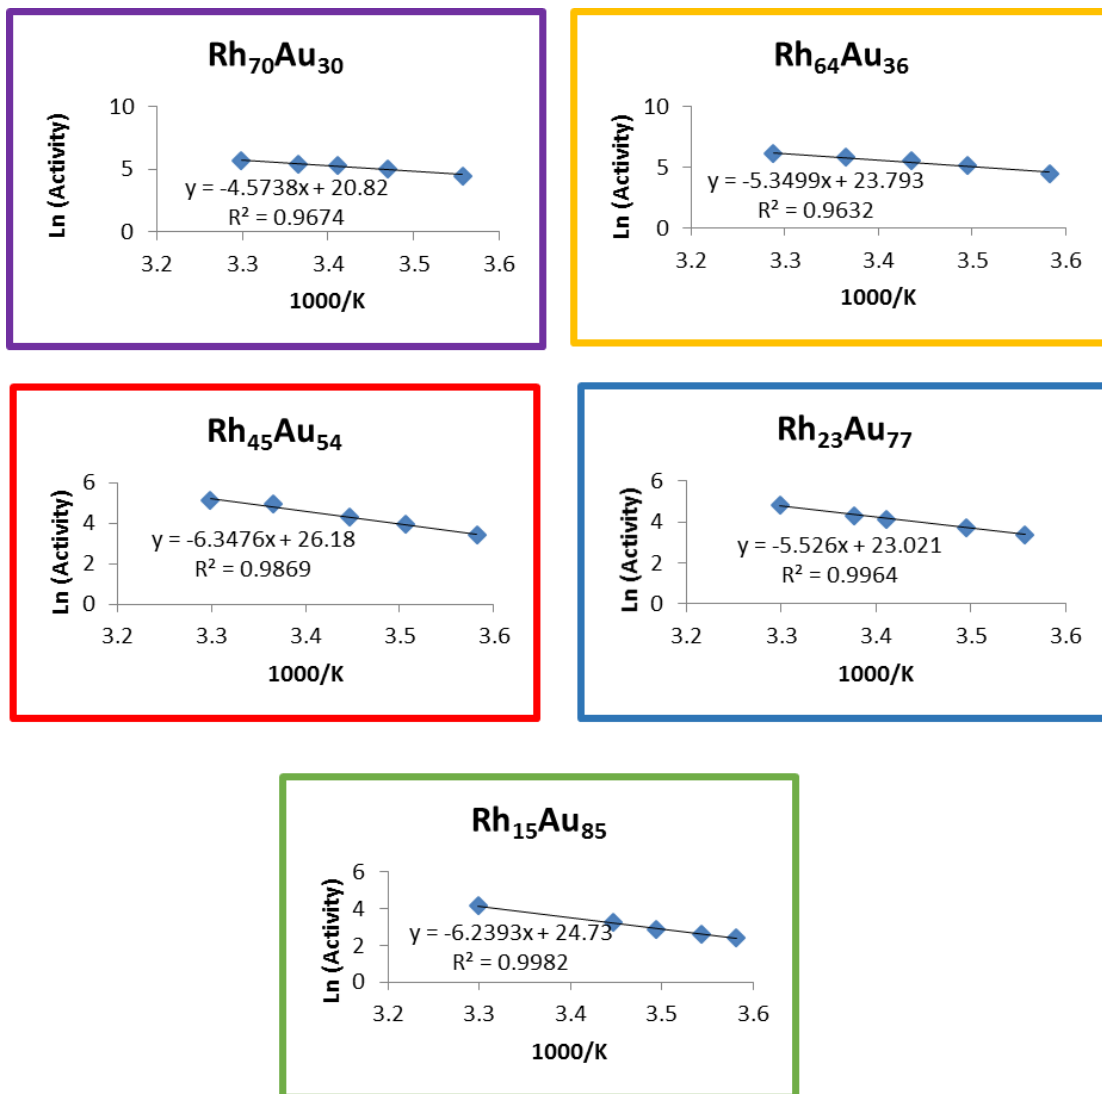 Rh₇₀Au₃₀
Ln (Activity)
10
5
0
y = -4.5738x + 20.82
R² = 0.9674
3.2 3.3 3.4 3.5 3.6
1000/K
Rh₆₄Au₃₆
Ln (Activity)
10
5
0
y = -5.3499x + 23.793
R² = 0.9632
3.2 3.3 3.4 3.5 3.6
1000/K
Rh₄₅Au₅₄
Ln (Activity)
6
4
2
0
y = -6.3476x + 26.18
R² = 0.9869
3.2 3.3 3.4 3.5 3.6
1000/K
Rh₂₃Au₇₇
Ln (Activity)
6
4
2
0
y = -5.526x + 23.021
R² = 0.9964
3.2 3.3 3.4 3.5 3.6
1000/K
Rh₁₅Au₈₅
Ln (Activity)
6
4
2
0
y = -6.2393x + 24.73
R² = 0.9982
3.2 3.3 3.4 3.5 3.6
1000/K